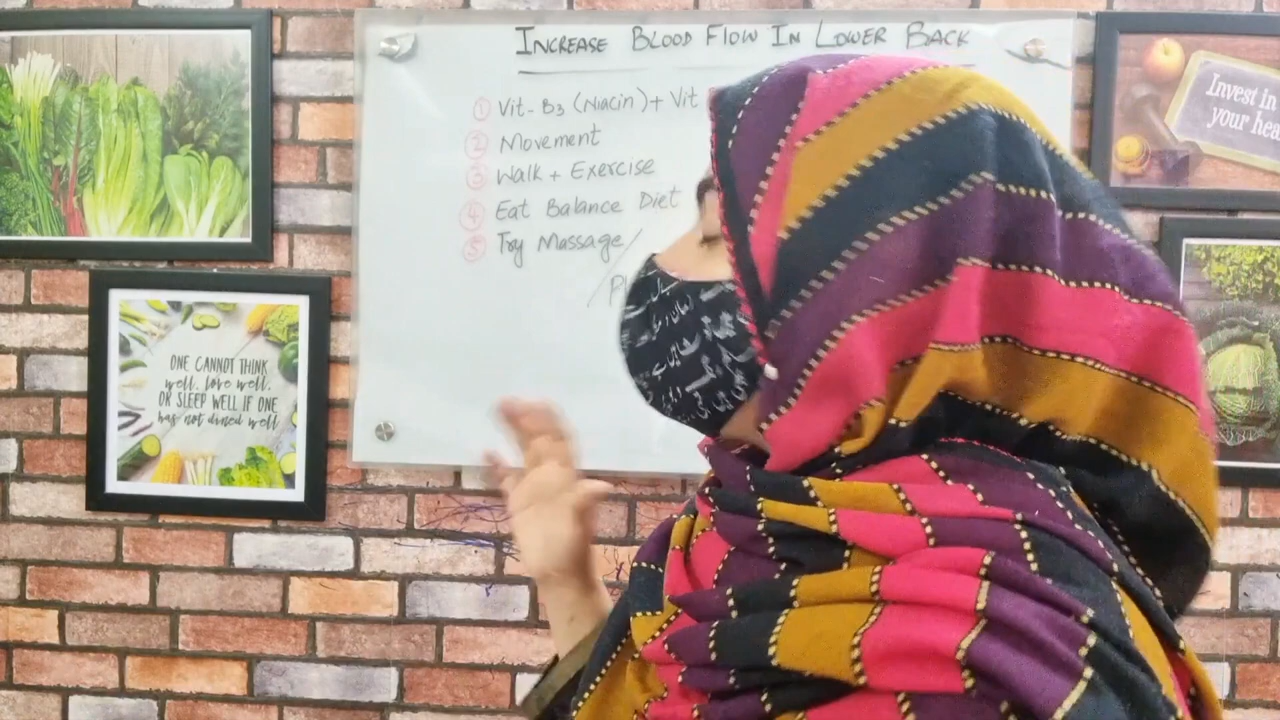 INCREASE BLOOD FLOW IN LOWER BACK
① Vit-B3 (Niacin) + Vit
② Movement
③ Walk + Exercise
④ Eat Balance Diet
⑤ Try Massage/
ONE CANNOT THINK
well, love well,
OR SLEEP WELL IF ONE
has not dined well
Invest in
your hea